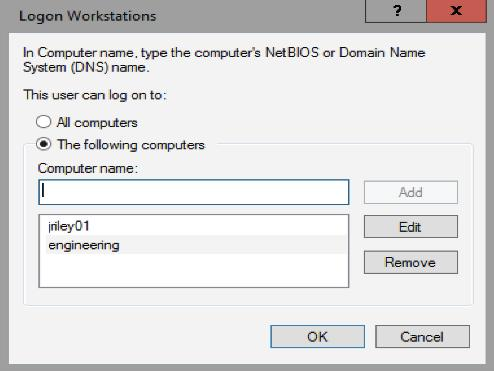 Logon Workstations
? x
In Computer name, type the computer's NetBIOS or Domain Name
System (DNS) name.
This user can log on to:
All computers
The following computers
Computer name:
Add
jriley01
Edit
engineering
Remove
OK
Cancel